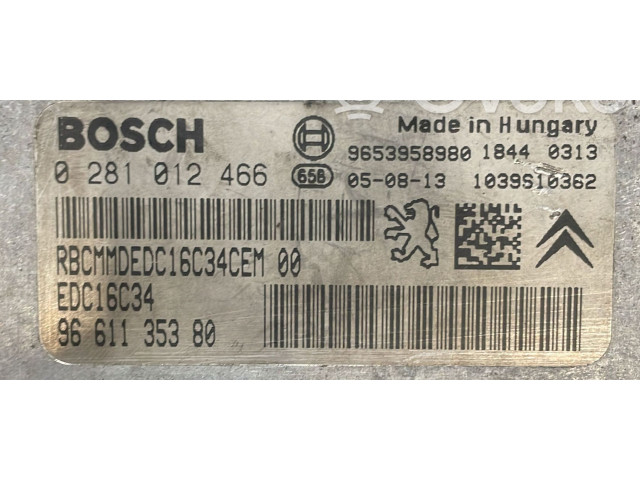 BOSCH
Made in Hungary
9653958980 1844 0313
0 281 012 466
656 05-08-13 1039S10362
RBCMMDEDC16C34CEM 00
EDC16C34
96 611 353 80